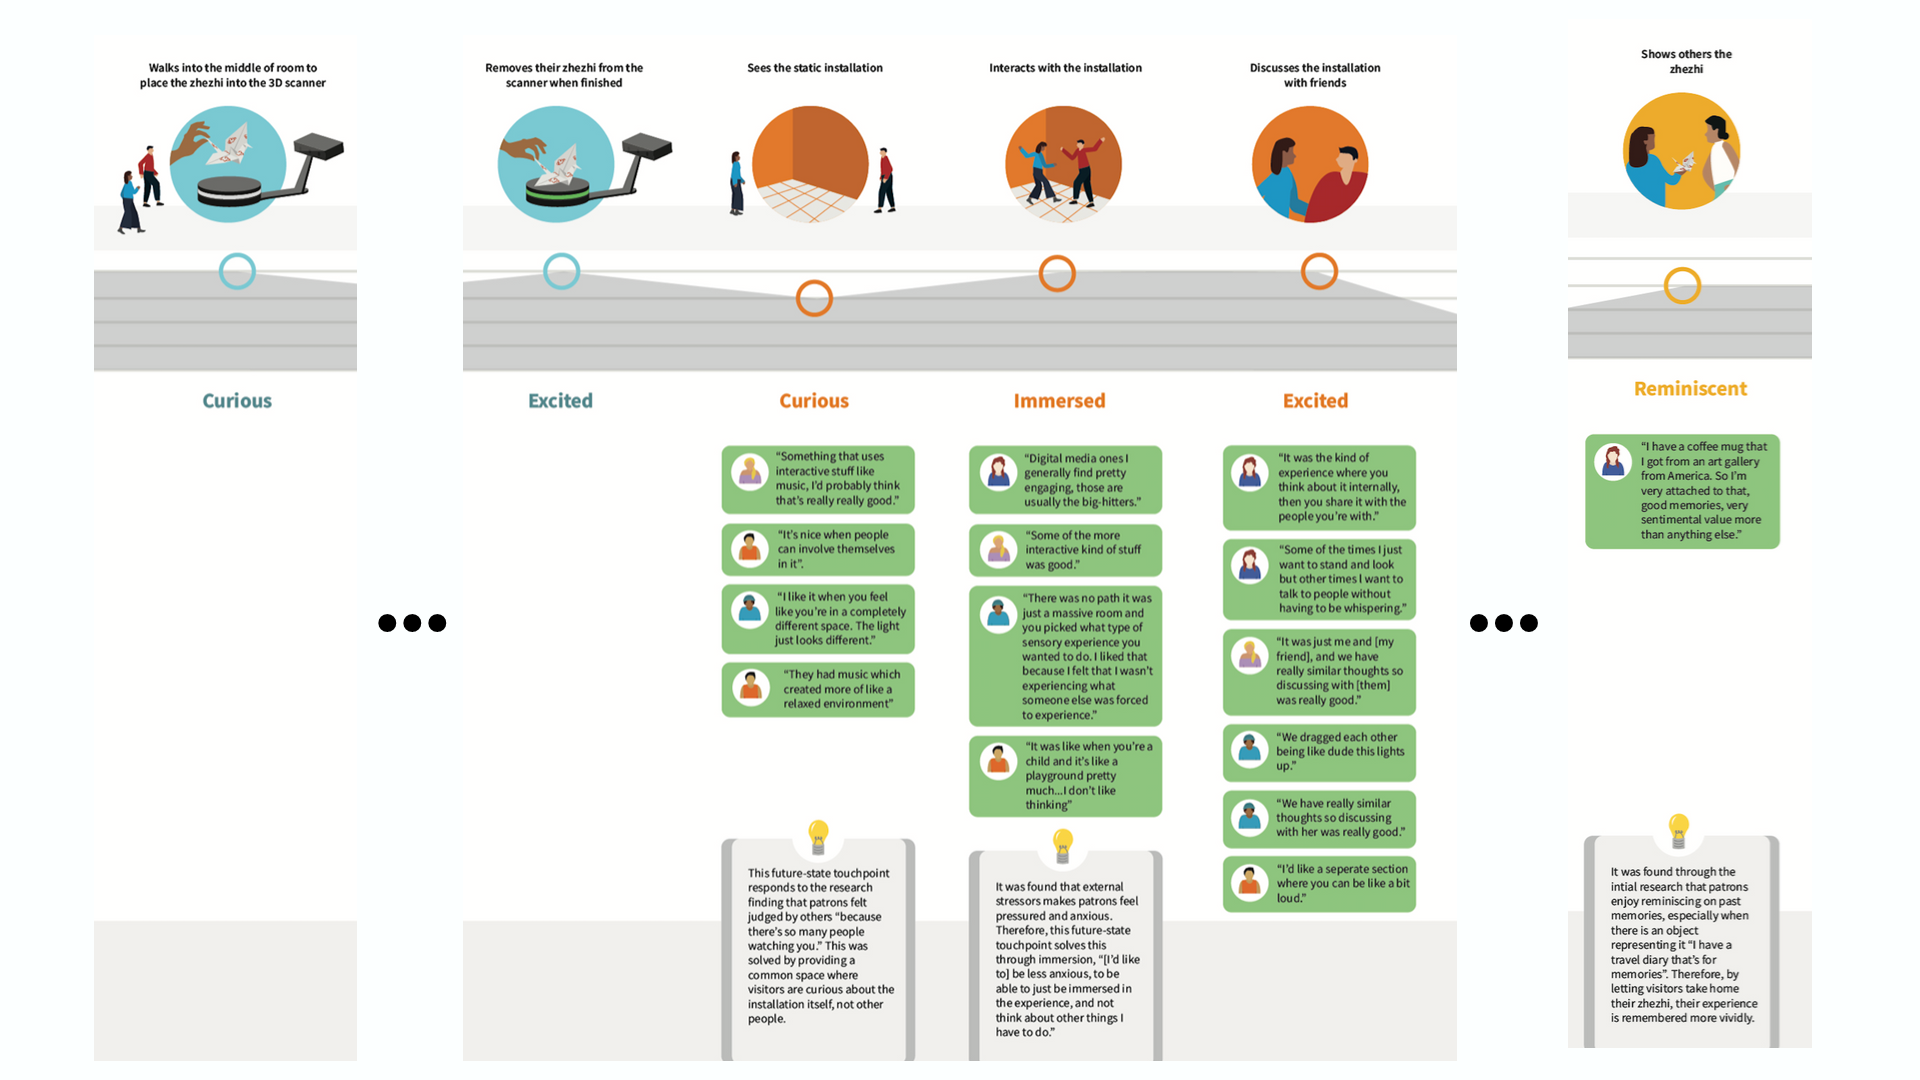 Walks into the middle of room to
place the zhezhi into the 3D scanner
Curious
Removes their zhezhi from the
scanner when finished
Excited
Sees the static installation
Curious
“Something that uses
interactive stuff like
music, I’d probably think
that’s really really good.”
“It’s nice when people
can involve themselves
in it”.
“I like it when you feel
like you’re in a completely
different space. The light
just looks different.”
“They had music which
created more of like a
relaxed environment”
This future-state touchpoint
responds to the research
finding that patrons felt
judged by others “because
there’s so many people
watching you.” This was
solved by providing a
common space where
visitors are curious about the
installation itself, not other
people.
Interacts with the installation
Immersed
“Digital media ones I
generally find pretty
engaging, those are
usually the big-hitters.”
“Some of the more
interactive kind of stuff
was good.”
“There was no path it was
just a massive room and
you picked what type of
sensory experience you
wanted to do. I liked that
because I felt that I wasn’t
experiencing what
someone else was forced
to experience.”
“It was like when you’re a
child and it’s like a
playground pretty
much...I don’t like
thinking”
It was found that external
stressors makes patrons feel
pressured and anxious.
Therefore, this future-state
touchpoint solves this
through immersion, “[I’d like
to] be less anxious, to be
able to just be immersed in
the experience, and not
think about other things I
have to do.”
Discusses the installation
with friends
Excited
“It was the kind of
experience where you
think about it internally,
then you share it with the
people you’re with.”
“Some of the times I just
want to stand and look
but other times I want to
talk to people without
having to be whispering.”
“It was just me and [my
friend], and we have
really similar thoughts so
discussing with [them]
was really good.”
“We dragged each other
being like dude this lights
up.”
“We have really similar
thoughts so discussing
with her was really good.”
“I’d like a seperate section
where you can be like a bit
loud.”
Shows others the
zhezhi
Reminiscent
“I have a coffee mug that
I got from an art gallery
from America. So I’m
very attached to that,
good memories, very
sentimental value more
than anything else.”
It was found through the
intial research that patrons
enjoy reminiscing on past
memories, especially when
there is an object
representing it “I have a
travel diary that’s for
memories”. Therefore, by
letting visitors take home
their zhezhi, their experience
is remembered more vividly.